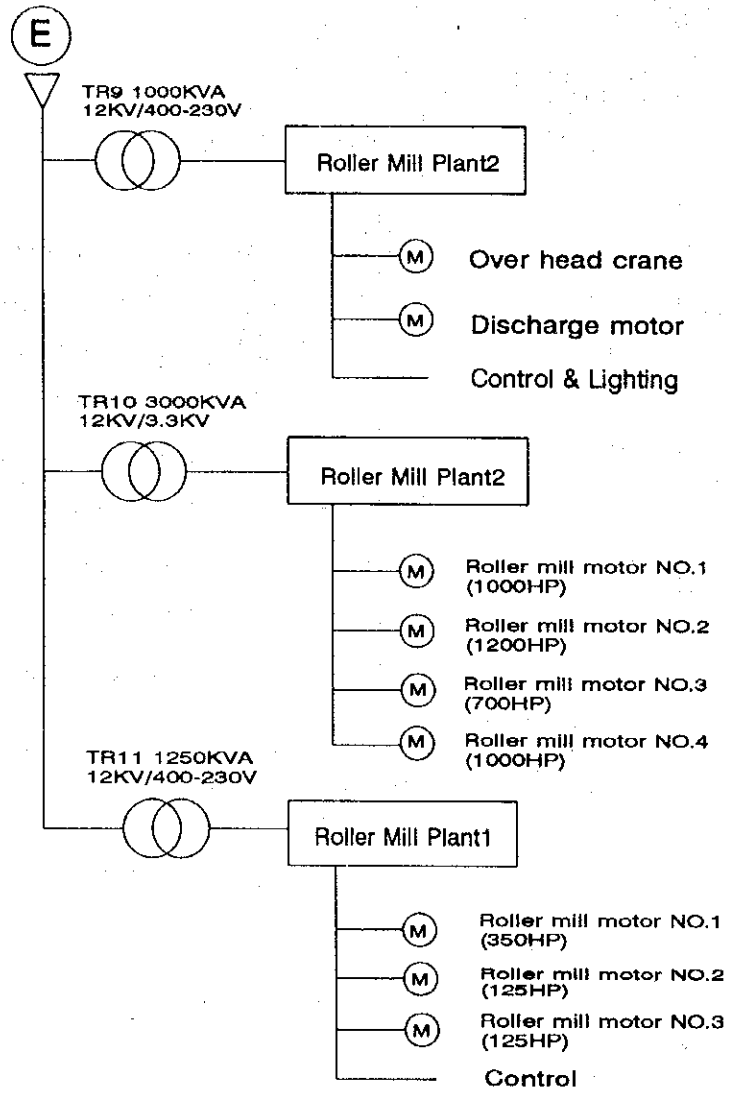 E
TR9 1000KVA
12KV/400-230V
Roller Mill Plant2
M Over head crane
M Discharge motor
Control & Lighting
TR10 3000KVA
12KV/3.3KV
Roller Mill Plant2
M Roller mill motor NO.1
(1000HP)
M Roller mill motor NO.2
(1200HP)
M Roller mill motor NO.3
(700HP)
M Roller mill motor NO.4
(1000HP)
TR11 1250KVA
12KV/400-230V
Roller Mill Plant1
M Roller mill motor NO.1
(350HP)
M Roller mill motor NO.2
(125HP)
M Roller mill motor NO.3
(125HP)
Control